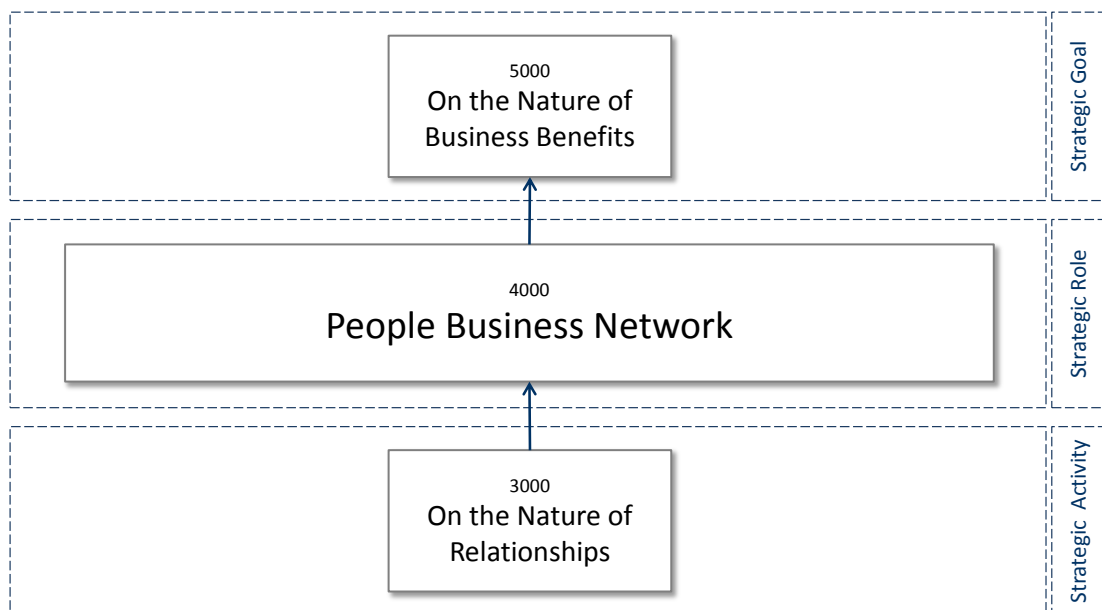 5000
On the Nature of
Business Benefits
Strategic Goal
4000
People Business Network
Strategic Role
3000
On the Nature of
Relationships
Strategic Activity